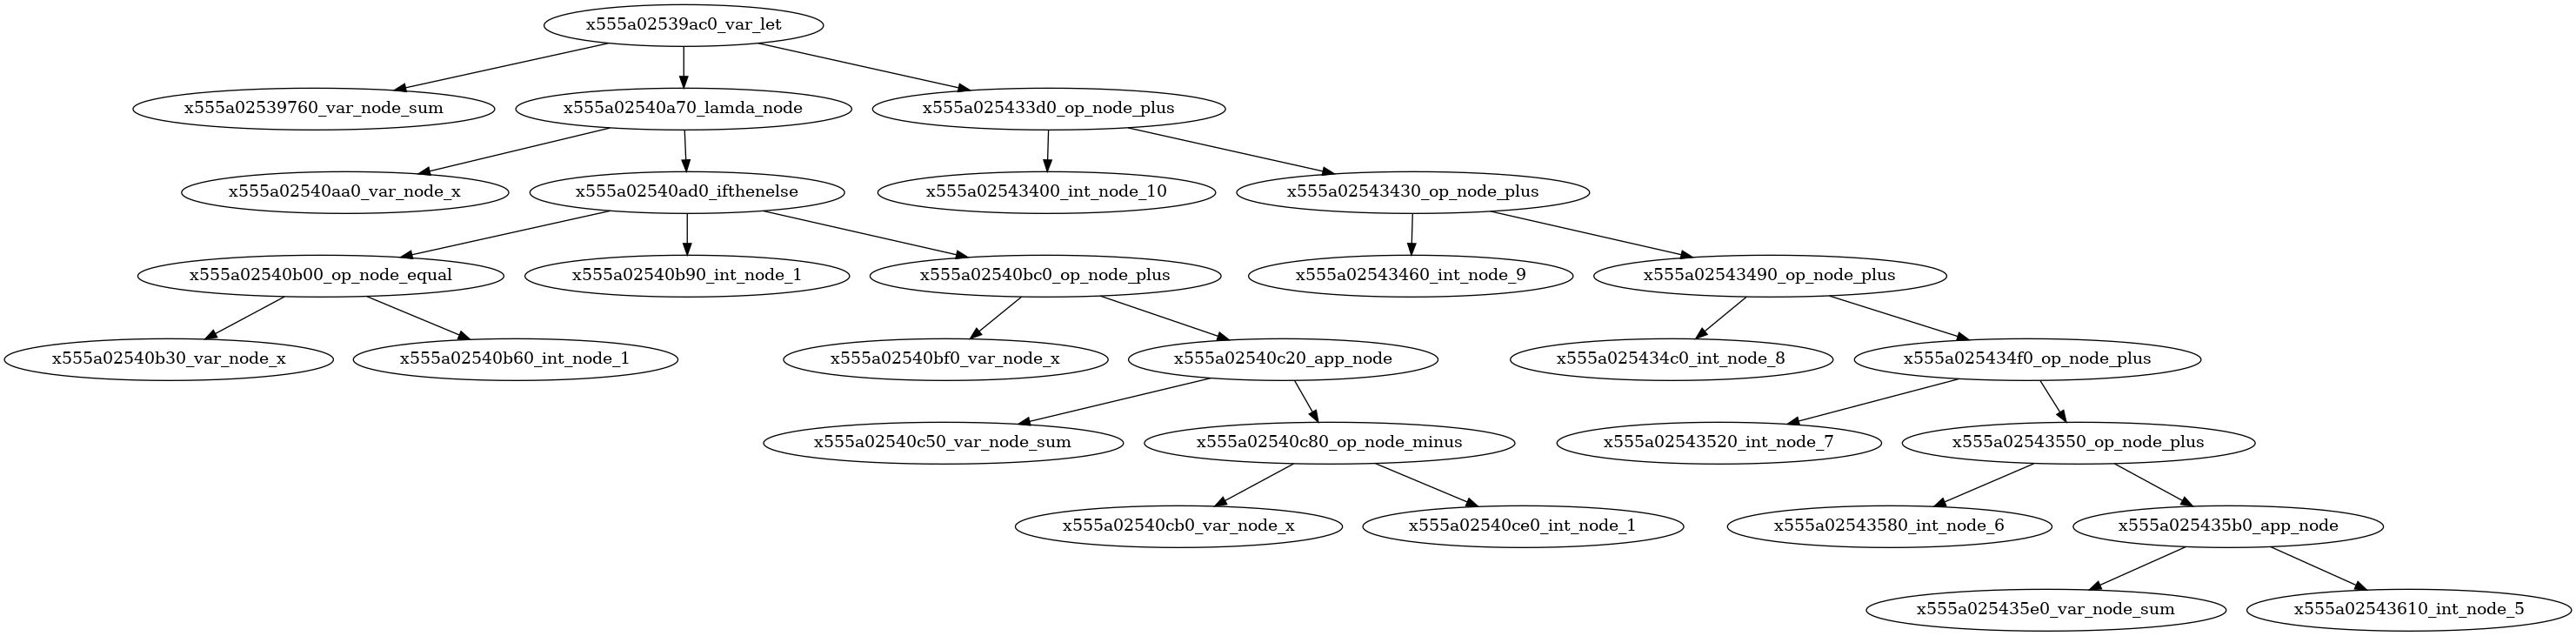 x555a02539ac0_var_let
x555a02539760_var_node_sum
x555a02540a70_lamda_node
x555a025433d0_op_node_plus
x555a02540aa0_var_node_x
x555a02540ad0_ifthenelse
x555a02543400_int_node_10
x555a02543430_op_node_plus
x555a02540b00_op_node_equal
x555a02540b90_int_node_1
x555a02540bc0_op_node_plus
x555a02543460_int_node_9
x555a02543490_op_node_plus
x555a02540b30_var_node_x
x555a02540b60_int_node_1
x555a02540bf0_var_node_x
x555a02540c20_app_node
x555a025434c0_int_node_8
x555a025434f0_op_node_plus
x555a02540c50_var_node_sum
x555a02540c80_op_node_minus
x555a02543520_int_node_7
x555a02543550_op_node_plus
x555a02540cb0_var_node_x
x555a02540ce0_int_node_1
x555a02543580_int_node_6
x555a025435b0_app_node
x555a025435e0_var_node_sum
x555a02543610_int_node_5